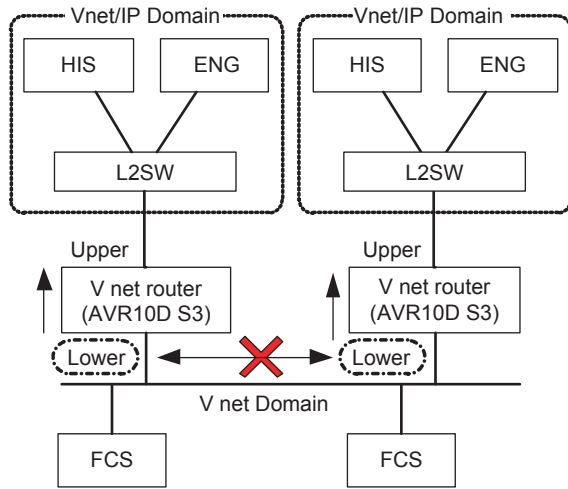 Vnet/IP Domain
Vnet/IP Domain
HIS
ENG
HIS
ENG
L2SW
L2SW
Upper
Upper
V net router
(AVR10D S3)
V net router
(AVR10D S3)
Lower
Lower
V net Domain
FCS
FCS